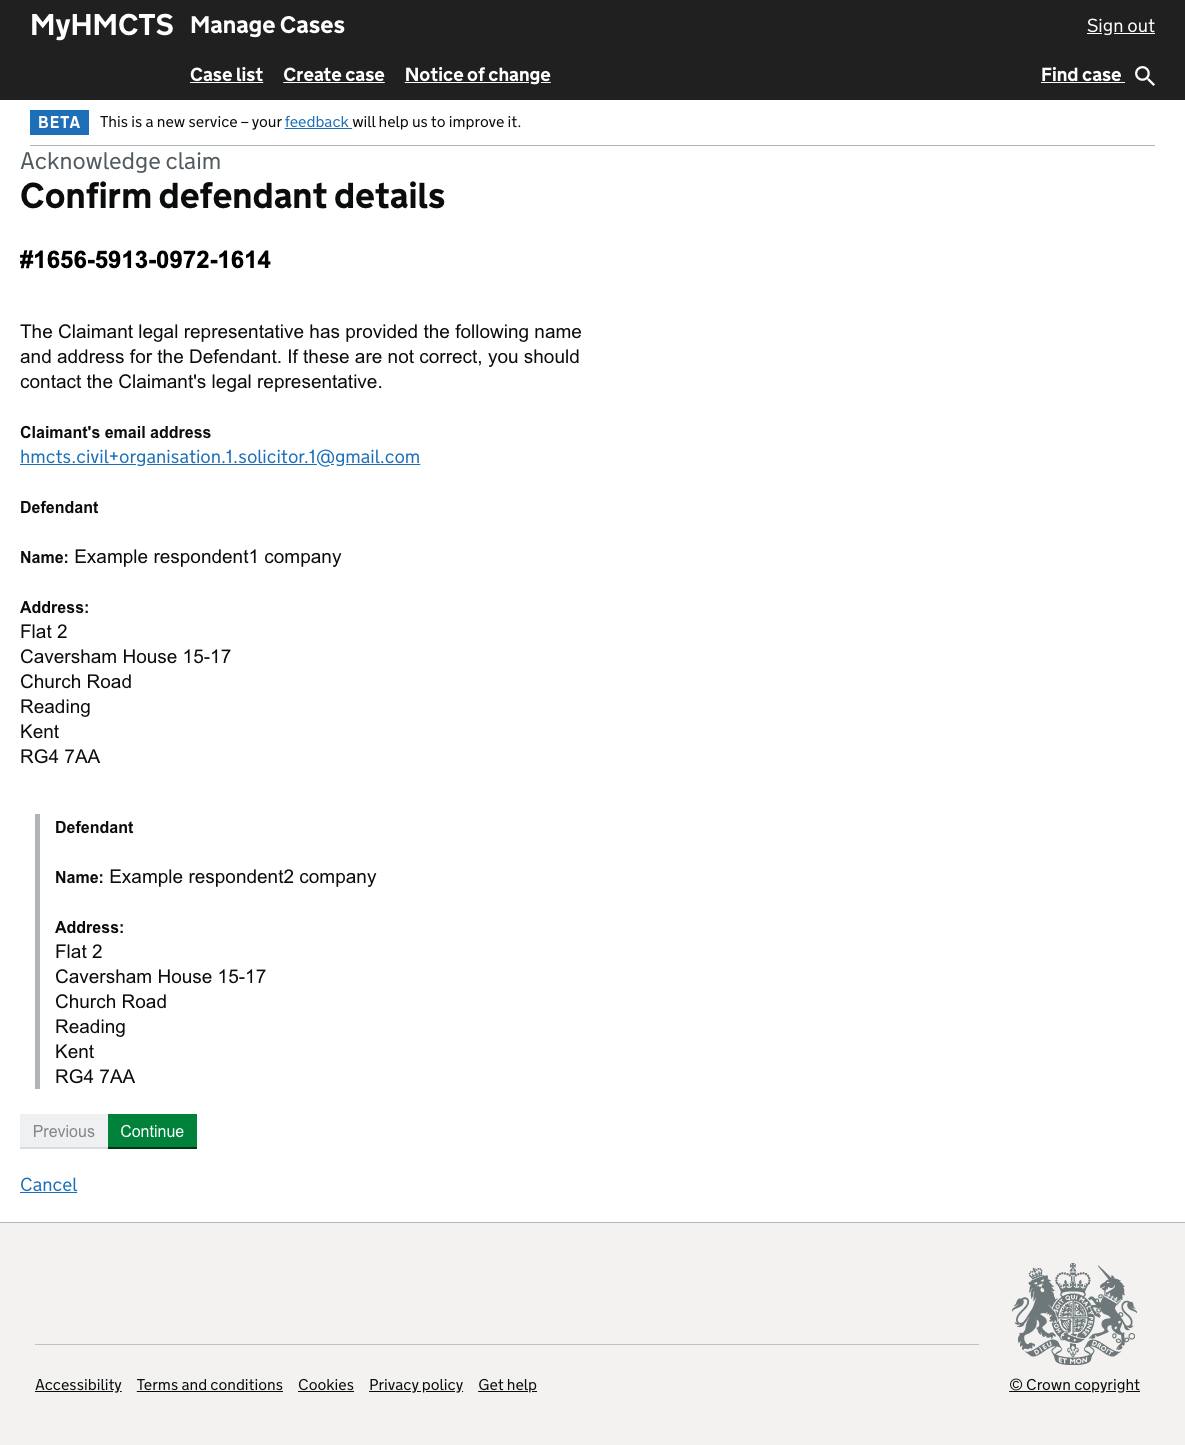 MyHMCTS Manage Cases Sign out
Case list Create case Notice of change Find case
BETA This is a new service – your feedback will help us to improve it.
Acknowledge claim
Confirm defendant details
#1656-5913-0972-1614
The Claimant legal representative has provided the following name
and address for the Defendant. If these are not correct, you should
contact the Claimant's legal representative.
Claimant's email address
hmcts.civil+organisation.1.solicitor.1@gmail.com
Defendant
Name: Example respondent1 company
Address:
Flat 2
Caversham House 15-17
Church Road
Reading
Kent
RG4 7AA
Defendant
Name: Example respondent2 company
Address:
Flat 2
Caversham House 15-17
Church Road
Reading
Kent
RG4 7AA
Previous Continue
Cancel
DIEU ET MON DROIT
Accessibility Terms and conditions Cookies Privacy policy Get help © Crown copyright